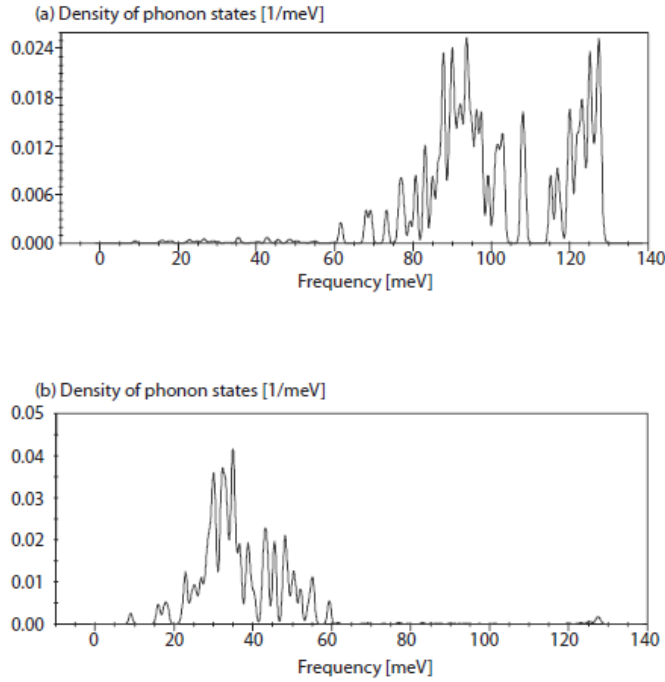 (a) Density of phonon states [1/meV]
0.024
0.018
0.012
0.006
0.000
0 20 40 60 80 100 120 140
Frequency [meV]
(b) Density of phonon states [1/meV]
0.05
0.04
0.03
0.02
0.01
0.00
0 20 40 60 80 100 120 140
Frequency [meV]